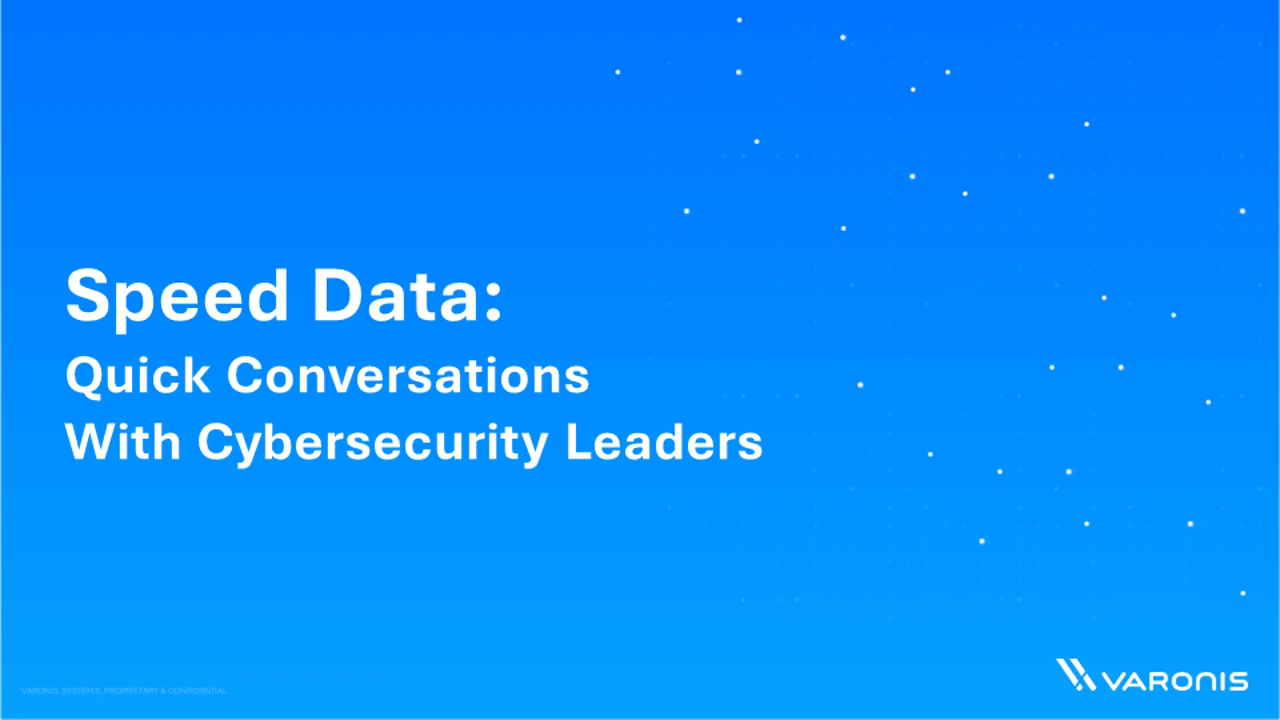 Speed Data:
Quick Conversations
With Cybersecurity Leaders
VARONIS SYSTEMS. PROPRIETARY & CONFIDENTIAL.
VARONIS